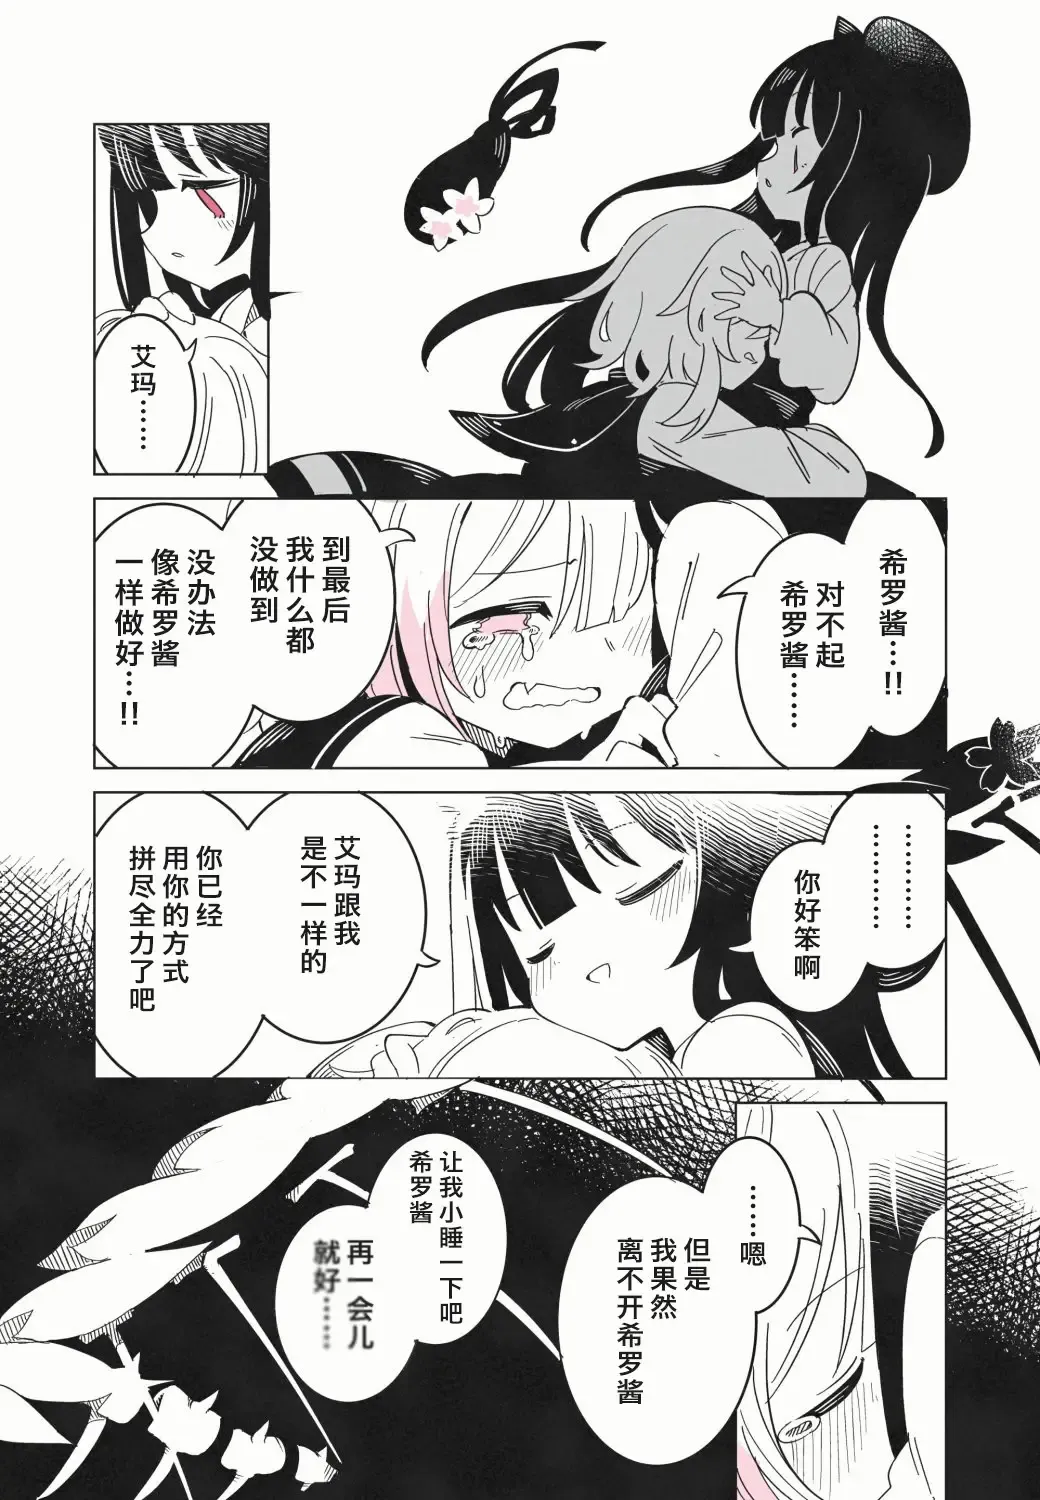 艾玛……
希罗酱…!!
对不起
希罗酱……
到最后
我什么都
没做到
没办法
像希罗酱
一样做好…!!
…………
…………
你好笨啊
艾玛跟我
是不一样的
你已经
用你的方式
拼尽全力了吧
……嗯
但是
我果然
离不开希罗酱
让我小睡一下吧
希罗酱
再一会儿
就好……